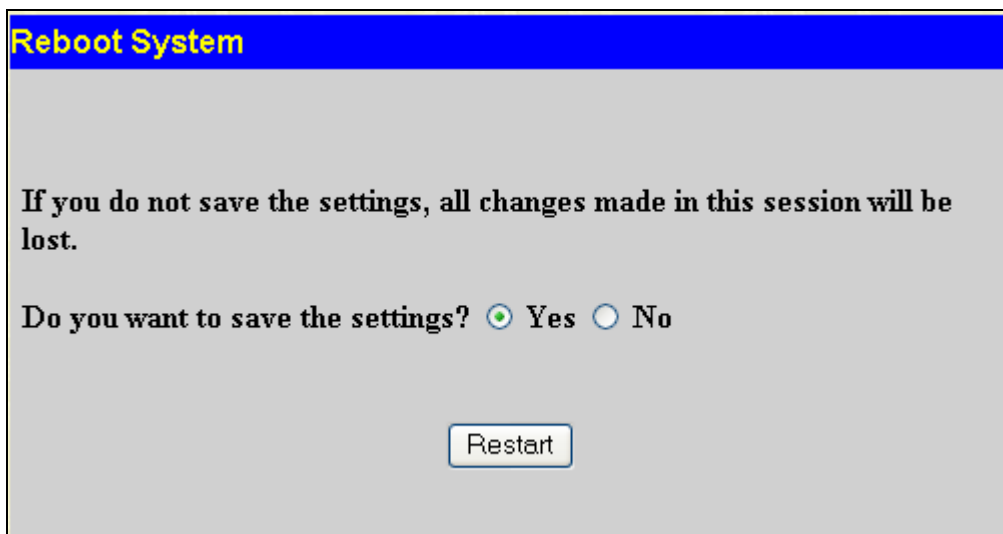 Reboot System
If you do not save the settings, all changes made in this session will be
lost.
Do you want to save the settings? Yes No
Restart